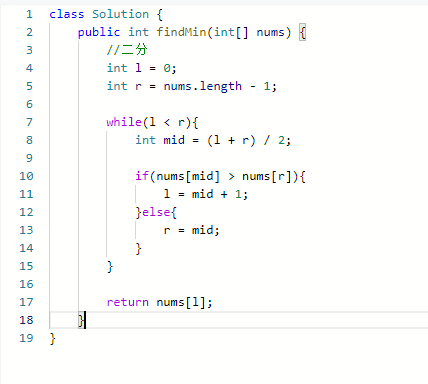 1 class Solution {
2     public int findMin(int[] nums) {
3         //二分
4         int l = 0;
5         int r = nums.length - 1;
6
7         while(l < r){
8             int mid = (l + r) / 2;
9
10             if(nums[mid] > nums[r]){
11                 l = mid + 1;
12             }else{
13                 r = mid;
14             }
15         }
16
17         return nums[l];
18     }
19 }